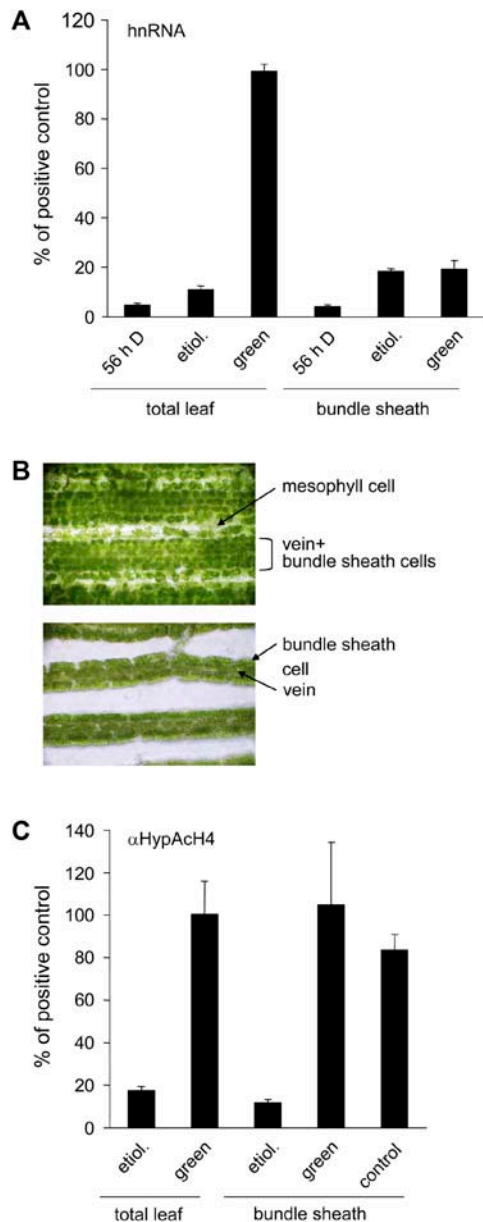 A
hnRNA
% of positive control
120
100
80
60
40
20
0
56 h D
etiol.
green
56 h D
etiol.
green
total leaf
bundle sheath
B
mesophyll cell
vein+
bundle sheath cells
bundle sheath
cell
vein
C
αHypAcH4
% of positive control
140
120
100
80
60
40
20
0
etiol.
green
etiol.
green
control
total leaf
bundle sheath